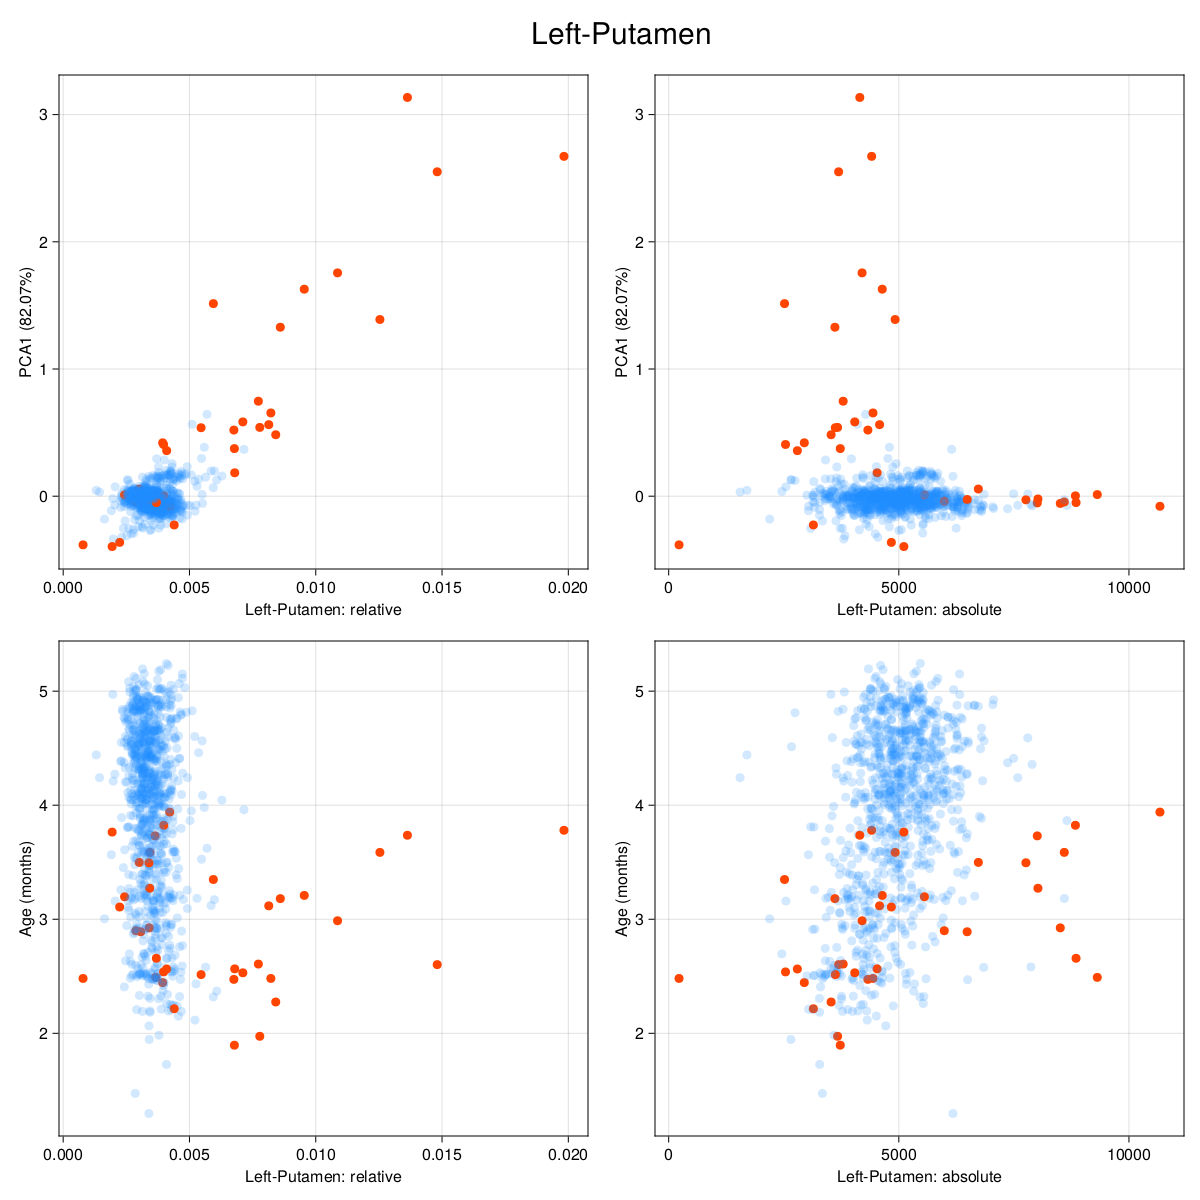 Left-Putamen
PCA1 (82.07%)
3
2
1
0
0.000 0.005 0.010 0.015 0.020
Left-Putamen: relative
PCA1 (82.07%)
3
2
1
0
0 5000 10000
Left-Putamen: absolute
Age (months)
5
4
3
2
0.000 0.005 0.010 0.015 0.020
Left-Putamen: relative
Age (months)
5
4
3
2
0 5000 10000
Left-Putamen: absolute